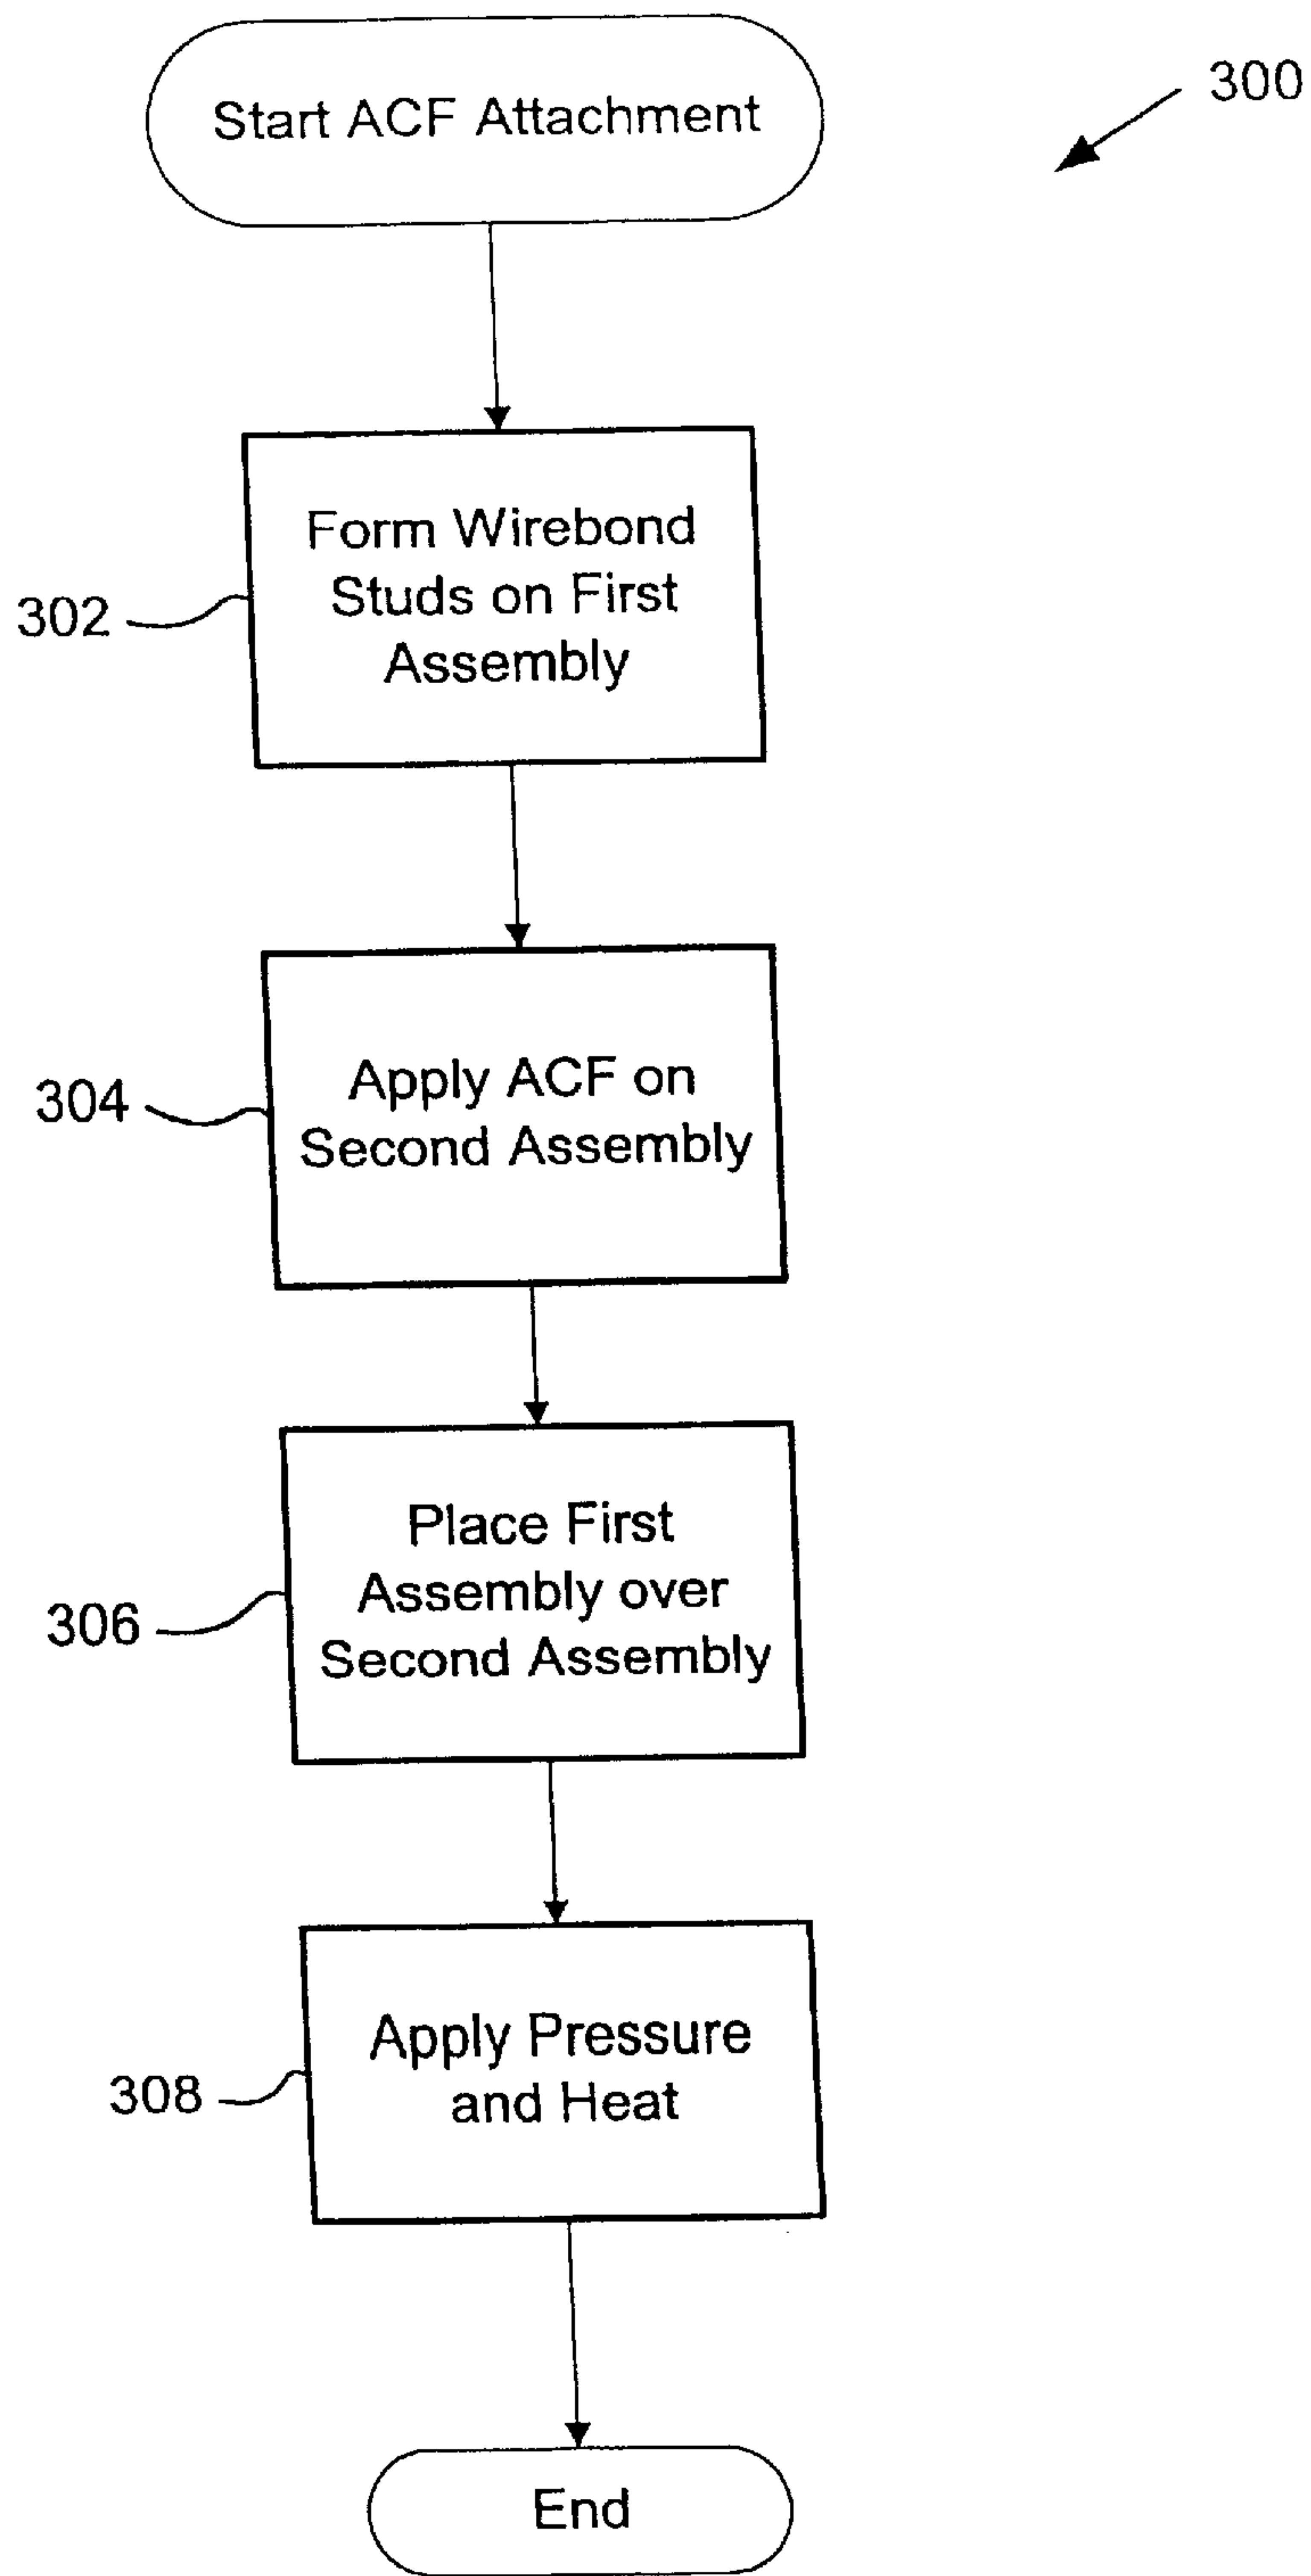 Start ACF Attachment
300
Form Wirebond
Studs on First
Assembly
302
Apply ACF on
Second Assembly
304
Place First
Assembly over
Second Assembly
306
Apply Pressure
and Heat
308
End